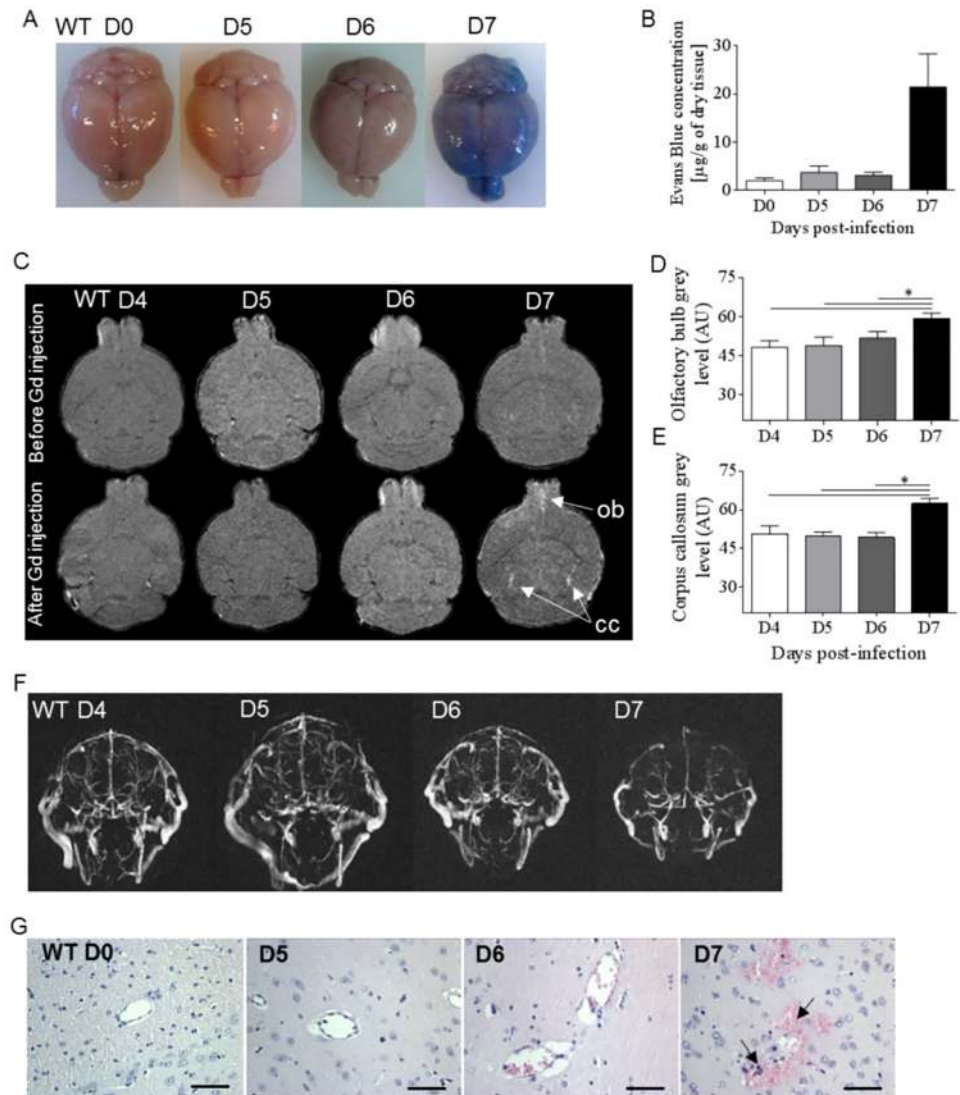 A
WT D0 D5 D6 D7
B
Evans Blue concentration
[µg/g of dry tissue]
30
20
10
0
D0 D5 D6 D7
Days post-infection
C
WT D4 D5 D6 D7
Before Gd injection
After Gd injection
ob
cc
D
Olfactory bulb grey
level (AU)
75
60
45
30
*
D4 D5 D6 D7
E
Corpus callosum grey
level (AU)
75
60
45
30
*
D4 D5 D6 D7
Days post-infection
F
WT D4 D5 D6 D7
G
WT D0 D5 D6 D7